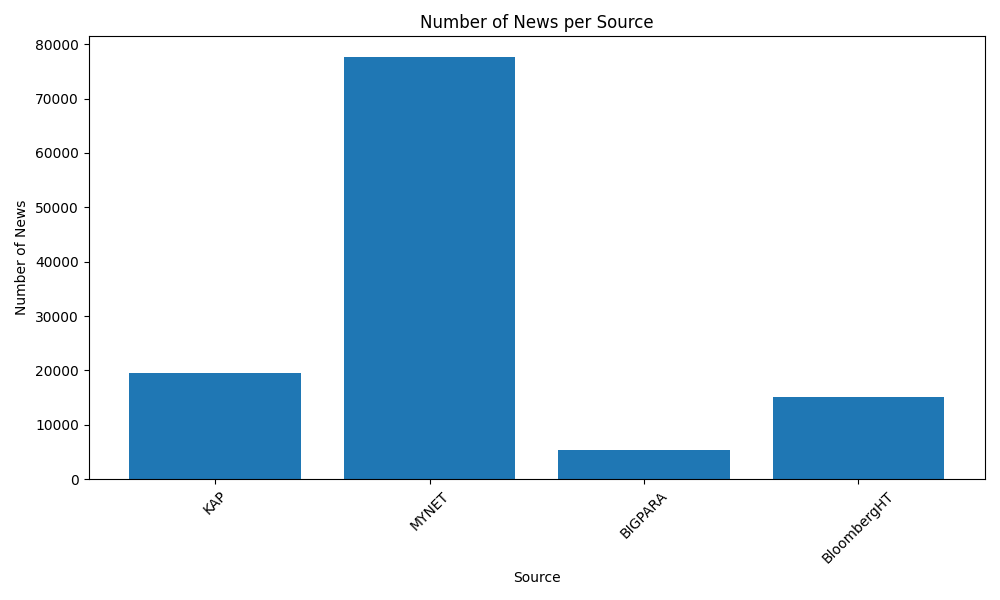 Number of News per Source
Number of News
80000
70000
60000
50000
40000
30000
20000
10000
0
KAP
MYNET
BIGPARA
BloombergHT
Source